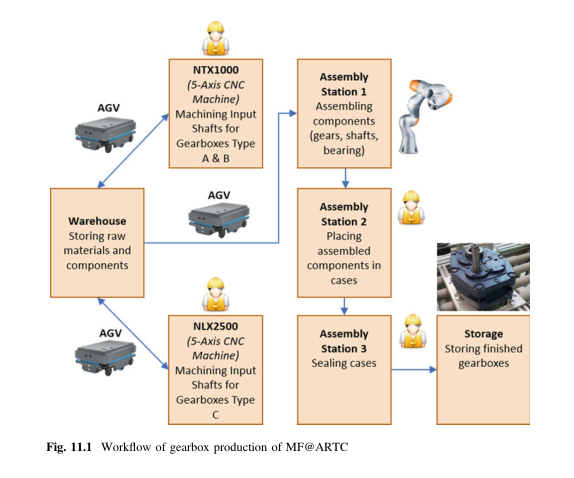 NTX1000
(5-Axis CNC
Machine)
Machining Input
Shafts for
Gearboxes Type
A & B
AGV
Assembly
Station 1
Assembling
components
(gears, shafts,
bearing)
Warehouse
Storing raw
materials and
components
AGV
Assembly
Station 2
Placing
assembled
components in
cases
AGV
NLX2500
(5-Axis CNC
Machine)
Machining Input
Shafts for
Gearboxes Type
C
Assembly
Station 3
Sealing cases
Storage
Storing finished
gearboxes
Fig. 11.1 Workflow of gearbox production of MF@ARTC